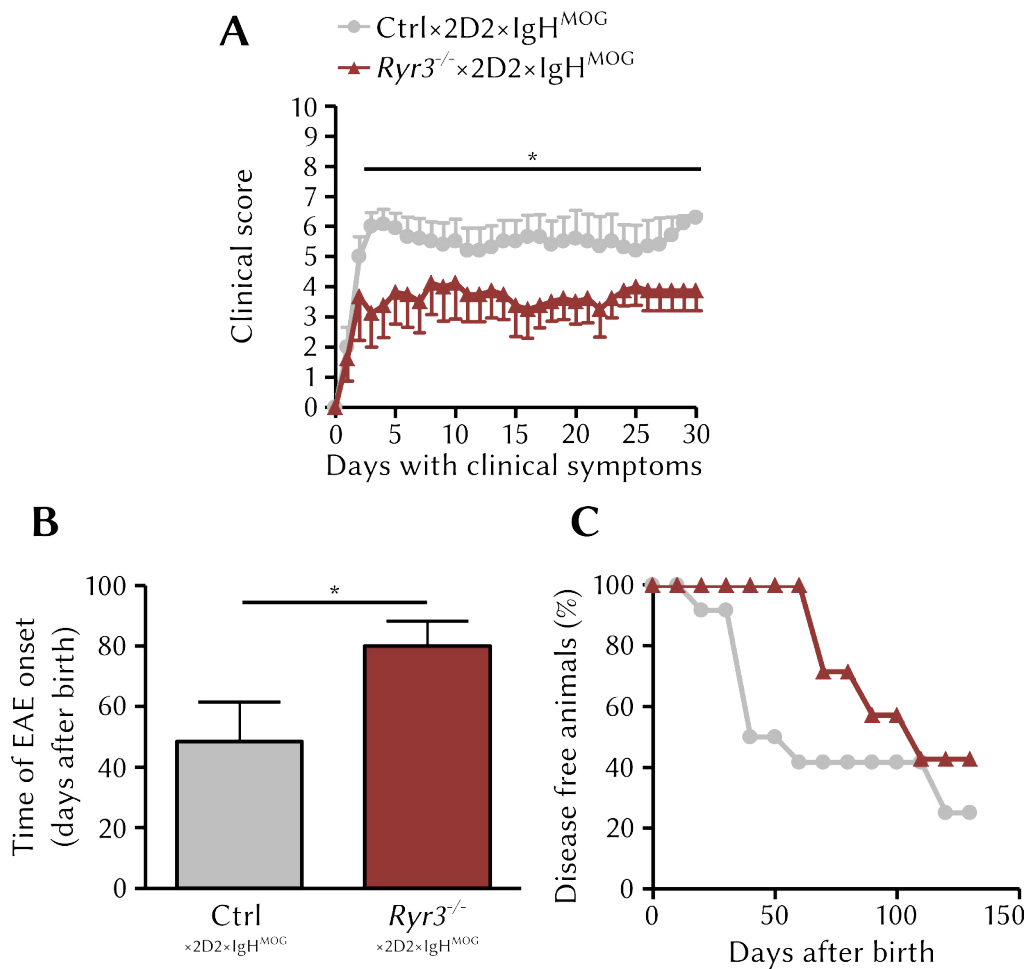 A
Ctrl×2D2×IgH^MOG
Ryr3^-/-×2D2×IgH^MOG
10
9
8
7
6
5
4
3
2
1
0
Clinical score
*
0 5 10 15 20 25 30
Days with clinical symptoms
B
100
80
60
40
20
0
Time of EAE onset
(days after birth)
*
Ctrl
×2D2×IgH^MOG
Ryr3^-/-
×2D2×IgH^MOG
C
100
80
60
40
20
0
Disease free animals (%)
0 50 100 150
Days after birth